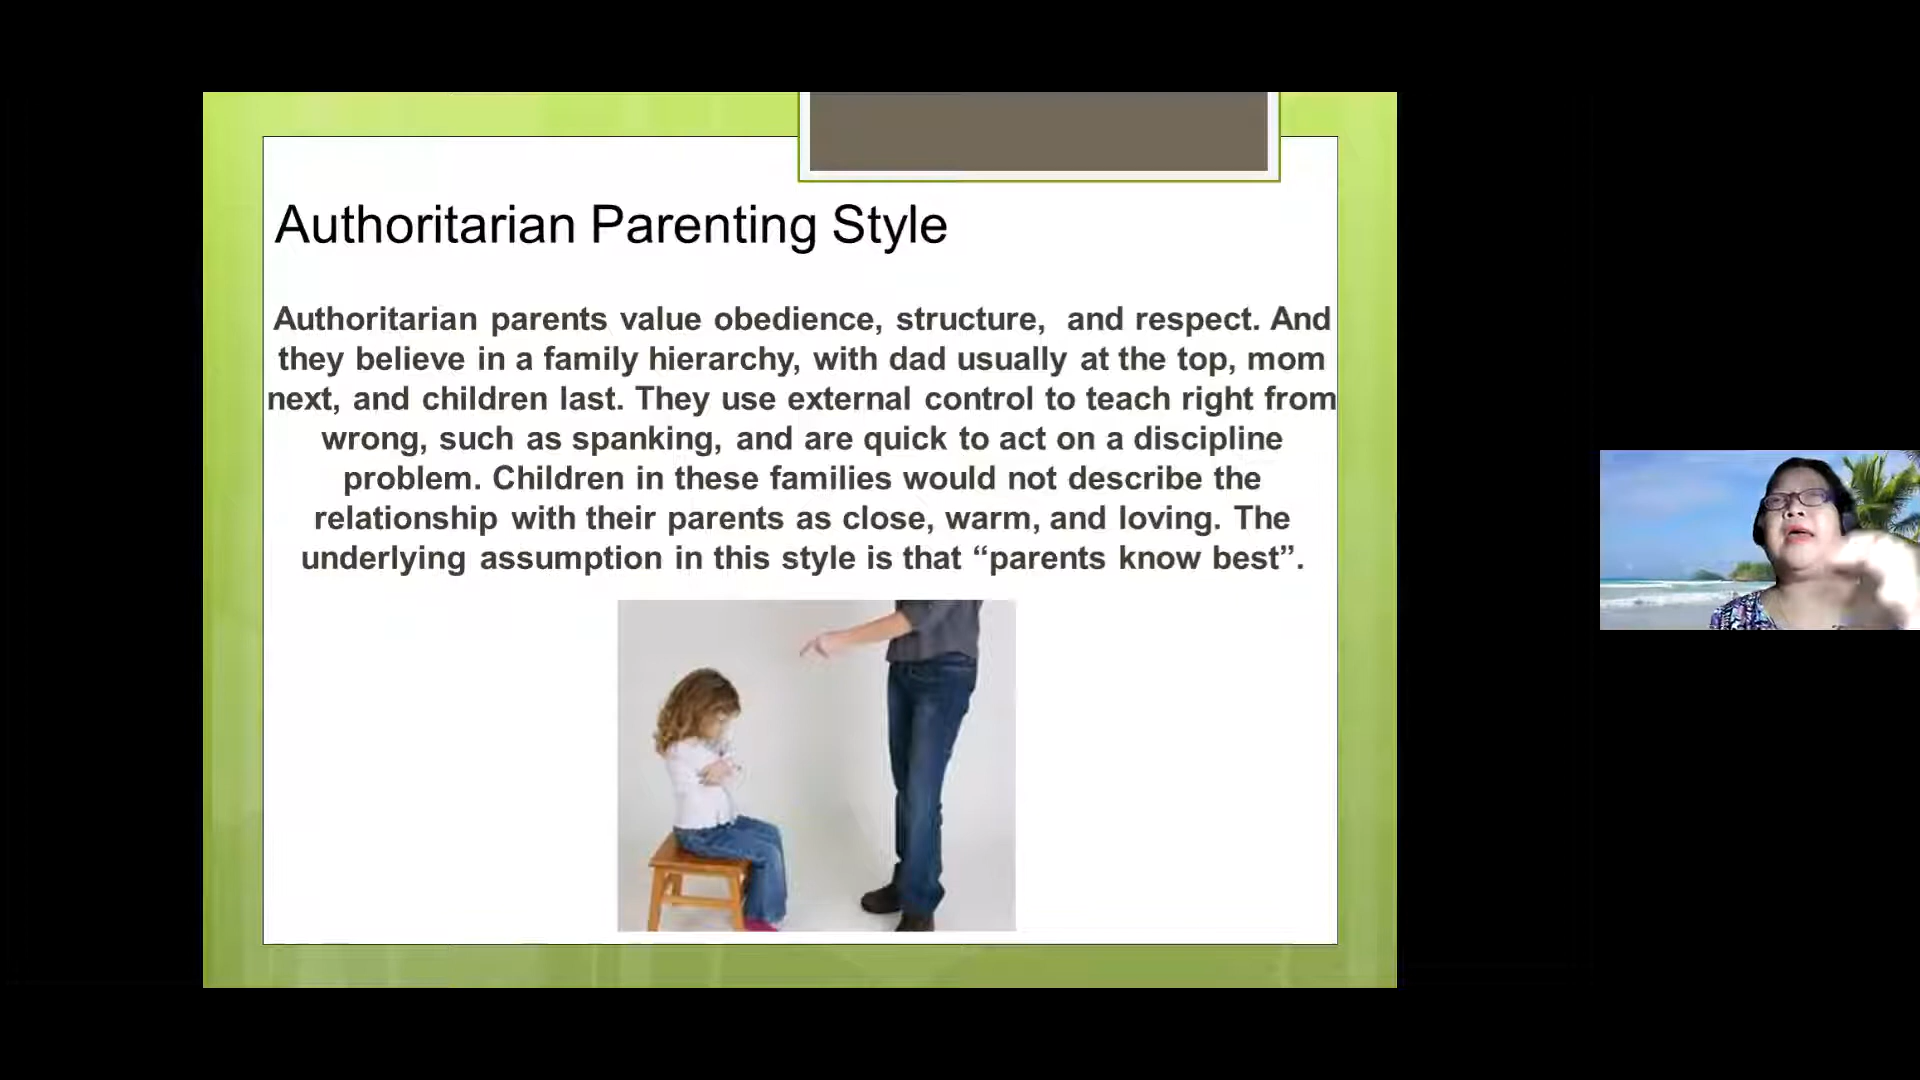 Authoritarian Parenting Style
Authoritarian parents value obedience, structure, and respect. And
they believe in a family hierarchy, with dad usually at the top, mom
next, and children last. They use external control to teach right from
wrong, such as spanking, and are quick to act on a discipline
problem. Children in these families would not describe the
relationship with their parents as close, warm, and loving. The
underlying assumption in this style is that “parents know best”.